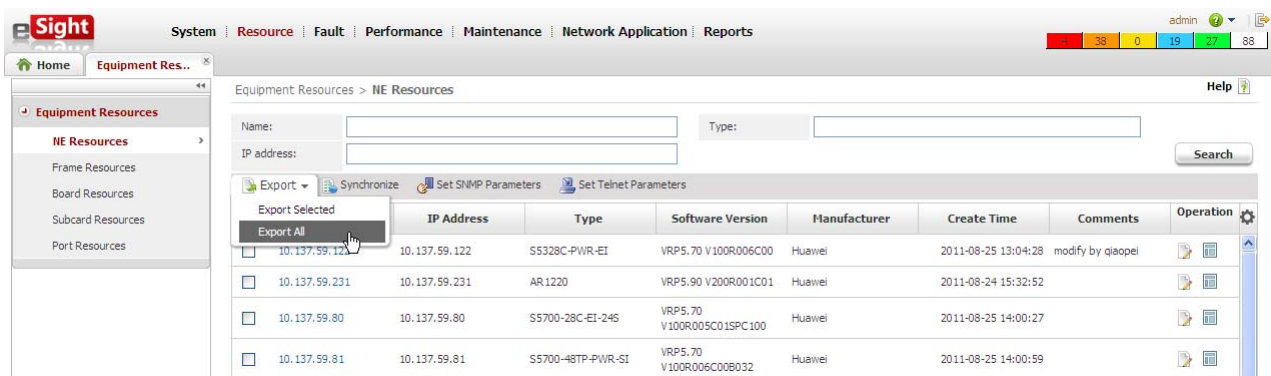 eSight
System Resource Fault Performance Maintenance Network Application Reports
admin
4 38 0 19 27 88
Home Equipment Res...
Equipment Resources > NE Resources Help
Equipment Resources
NE Resources
Frame Resources
Board Resources
Subcard Resources
Port Resources
Name: Type:
IP address:
Search
Export Synchronize Set SNMP Parameters Set Telnet Parameters
Export Selected
Export All
IP Address Type Software Version Manufacturer Create Time Comments Operation
10.137.59.122 10.137.59.122 S5328C-PWR-EI VRP5.70 V100R006C00 Huawei 2011-08-25 13:04:28 modify by qiaopei
10.137.59.231 10.137.59.231 AR1220 VRP5.90 V200R001C01 Huawei 2011-08-24 15:32:52
10.137.59.80 10.137.59.80 S5700-28C-EI-24S VRP5.70 V100R005C01SPC100 Huawei 2011-08-25 14:00:27
10.137.59.81 10.137.59.81 S5700-48TP-PWR-SI VRP5.70 V100R006C00B032 Huawei 2011-08-25 14:00:59